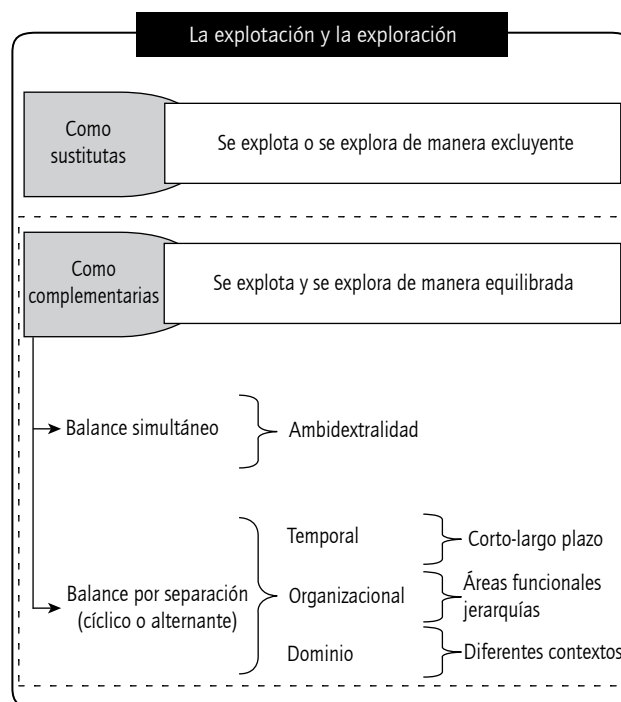 La explotación y la exploración
Como
sustitutas
Se explota o se explora de manera excluyente
Como
complementarias
Se explota y se explora de manera equilibrada
Balance simultáneo
Ambidextralidad
Balance por separación
(cíclico o alternante)
Temporal
Corto-largo plazo
Organizacional
Áreas funcionales
jerarquías
Dominio
Diferentes contextos